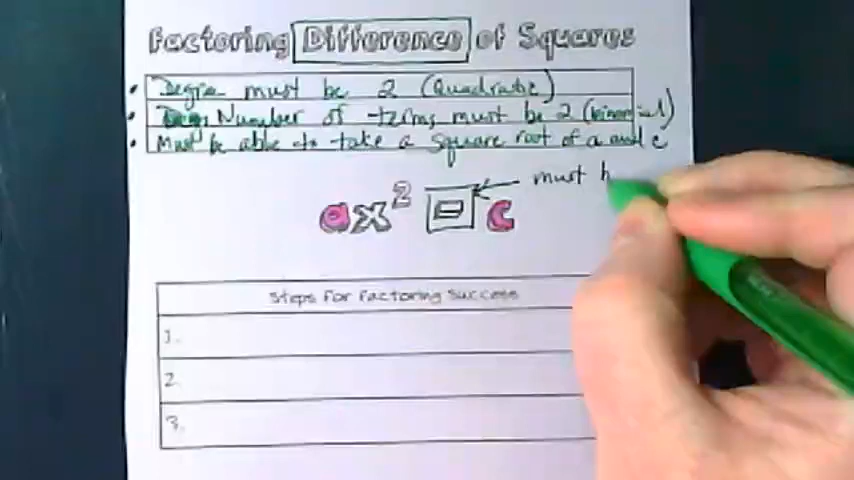 Factoring Difference of Squares
• Degree must be 2 (Quadratic)
• Number of terms must be 2 (binomial)
• Must be able to take a square root of a and c
must
ax² - c
Steps for Factoring Success
1.
2.
3.